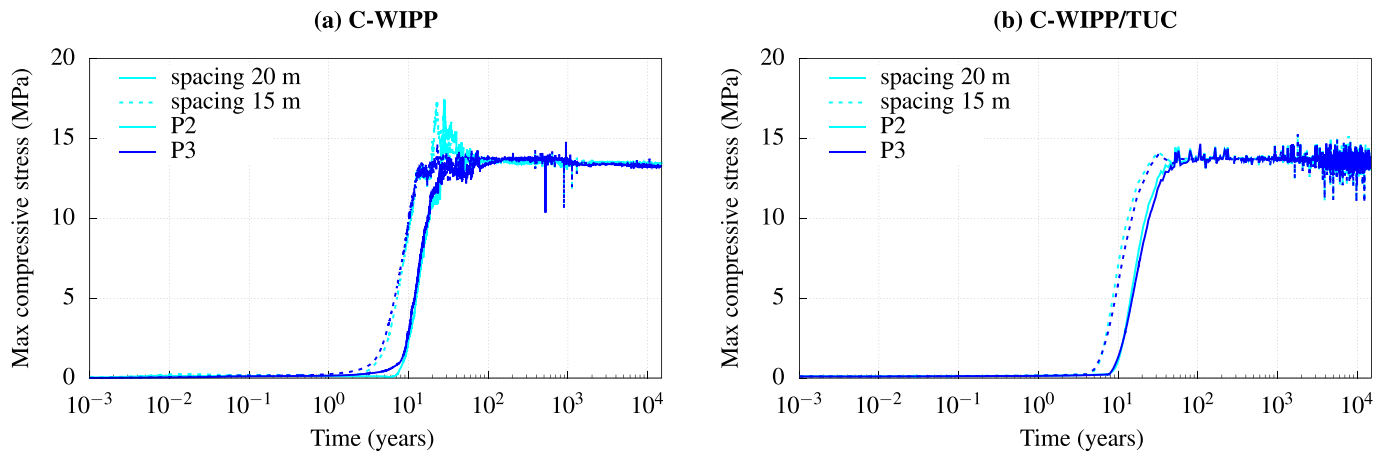 (a) C-WIPP
Max compressive stress (MPa)
20
15
10
5
0
spacing 20 m
spacing 15 m
P2
P3
10⁻³ 10⁻² 10⁻¹ 10⁰ 10¹ 10² 10³ 10⁴
Time (years)
(b) C-WIPP/TUC
Max compressive stress (MPa)
20
15
10
5
0
spacing 20 m
spacing 15 m
P2
P3
10⁻³ 10⁻² 10⁻¹ 10⁰ 10¹ 10² 10³ 10⁴
Time (years)